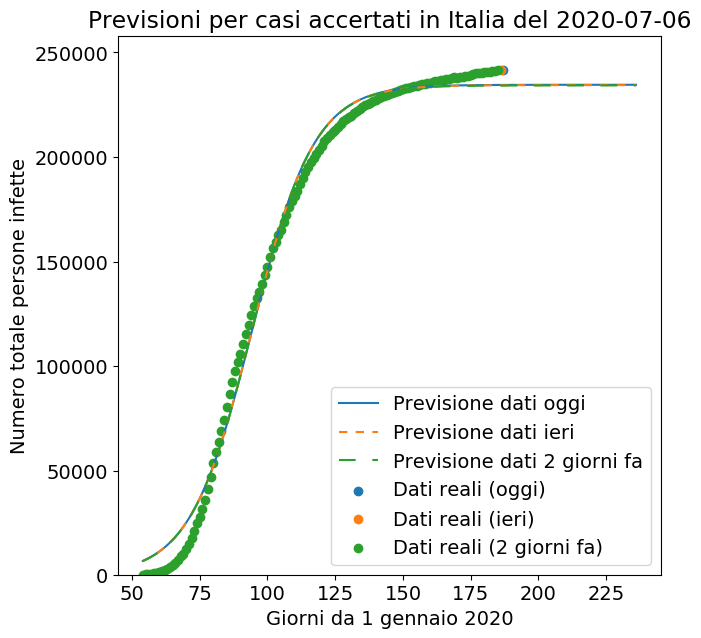 Previsioni per casi accertati in Italia del 2020-07-06
Numero totale persone infette
250000
200000
150000
100000
50000
0
50
75
100
125
150
175
200
225
Giorni da 1 gennaio 2020
Previsione dati oggi
Previsione dati ieri
Previsione dati 2 giorni fa
Dati reali (oggi)
Dati reali (ieri)
Dati reali (2 giorni fa)